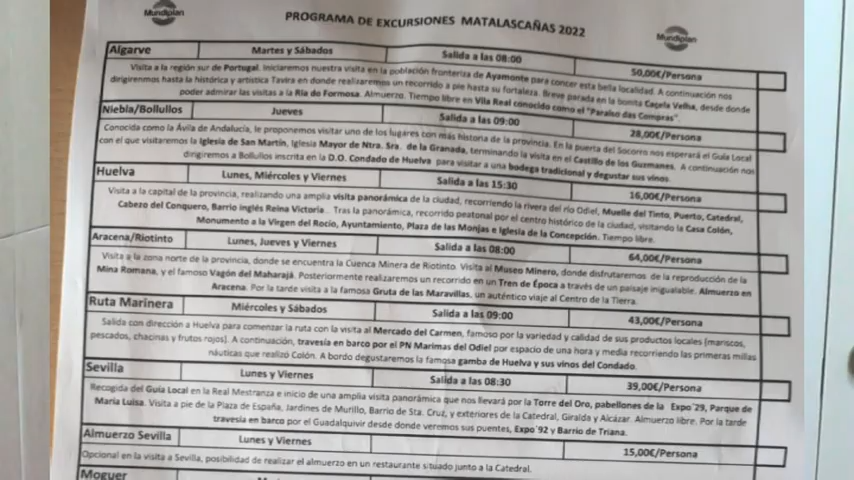 Mundiplan
PROGRAMA DE EXCURSIONES MATALASCAÑAS 2022
Mundiplan
Algarve Martes y Sábados Salida a las 08:00 50,00€/Persona
Visita a la región sur de Portugal. Iniciaremos nuestra visita en la población fronteriza de Ayamonte para concer esta bella localidad. A continuación nos
dirigirenmos hasta la histórica y artistica Tavira en donde realizaremos un recorrido a pie hasta su fortaleza. Breve parada en la bonita Caçela Velha, desde donde
poder admirar las visitas a la Ria do Formosa. Almuerzo. Tiempo libre en Vila Real conocido como el "Paraiso das Compras".
Niebla/Bollullos Jueves Salida a las 09:00 28,00€/Persona
Conocida como la Ávila de Andalucía, le proponemos visitar uno de los lugares con más historia de la provincia. En la puerta del Socorro nos esperará el Guía Local
con el que visitaremos la Iglesia de San Martín, Iglesia Mayor de Ntra. Sra. de la Granada, terminando la visita en el Castillo de los Guzmanes. A continuación nos
dirigiremos a Bollulos inscrita en la D.O. Condado de Huelva para visitar a una bodega tradicional y degustar sus vinos.
Huelva Lunes, Miércoles y Viernes Salida a las 15:30 16,00€/Persona
Visita a la capital de la provincia, realizando una amplia visita panorámica de la ciudad, recorriendo la rivera del río Odiel, Muelle del Tinto, Puerto, Catedral,
Cabezo del Conquero, Barrio inglés Reina Victoria.. Tras la panorámica, recorrido peatonal por el centro histórico de la ciudad, visitando la Casa Colón,
Monumento a la Virgen del Rocío, Ayuntamiento, Plaza de las Monjas e Iglesia de la Concepción. Tiempo libre.
Aracena/Riotinto Lunes, Jueves y Viernes Salida a las 08:00 64,00€/Persona
Visita a la zona norte de la provincia, donde se encuentra la Cuenca Minera de Riotinto. Visita al Museo Minero, donde disfrutaremos de la reproducción de la
Mina Romana, y el famoso Vagón del Maharajá. Posteriormente realizaremos un recorrido en un Tren de Época a través de un paisaje inigualable. Almuerzo en
Aracena. Por la tarde visita a la famosa Gruta de las Maravillas, un auténtico viaje al Centro de la Tierra.
Ruta Marinera Miércoles y Sábados Salida a las 09:00 43,00€/Persona
Salida con dirección a Huelva para comenzar la ruta con la visita al Mercado del Carmen, famoso por la variedad y calidad de sus productos locales (mariscos,
pescados, chacinas y frutos rojos). A continuación, travesía en barco por el PN Marimas del Odiel por espacio de una hora y media recorriendo las primeras millas
náuticas que realizó Colón. A bordo degustaremos la famosa gamba de Huelva y sus vinos del Condado.
Sevilla Lunes y Viernes Salida a las 08:30 39,00€/Persona
Recogida del Guía Local en la Real Mestranza e inicio de una amplia visita panorámica que nos llevará por la Torre del Oro, pabellones de la Expo´29, Parque de
María Luisa. Visita a pie de la Plaza de España, Jardines de Murillo, Barrio de Sta. Cruz, y exteriores de la Catedral, Giralda y Alcázar. Almuerzo libre. Por la tarde
travesía en barco por el Guadalquivir desde donde veremos sus puentes, Expo´92 y Barrio de Triana.
Almuerzo Sevilla Lunes y Viernes 15,00€/Persona
Opcional en la visita a Sevilla, posibilidad de realizar el almuerzo en un restaurante situado junto a la Catedral.
Moguer